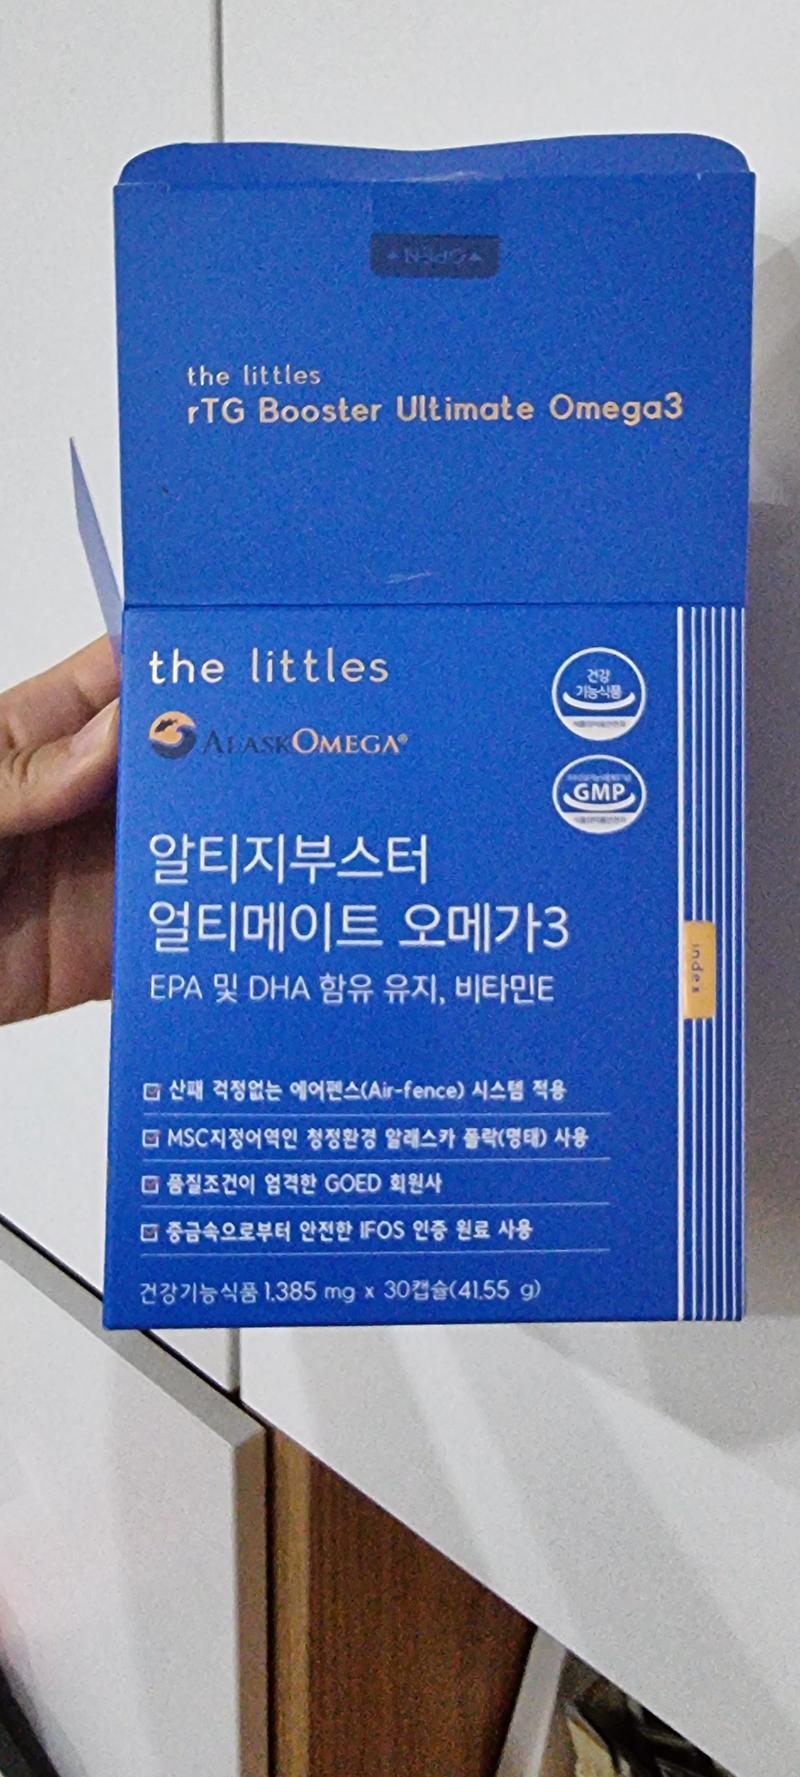 OPEN
the littles
rTG Booster Ultimate Omega3
the littles
건강
기능식품
ALASKOMEGA®
GMP
알티지부스터
얼티메이트 오메가3
EPA 및 DHA 함유 유지, 비타민E
index
산패 걱정없는 에어펜스(Air-fence) 시스템 적용
MSC지정어역인 청정환경 알래스카 폴락(명태) 사용
품질조건이 엄격한 GOED 회원사
중금속으로부터 안전한 IFOS 인증 원료 사용
건강기능식품 1,385 mg x 30캡슐(41.55 g)